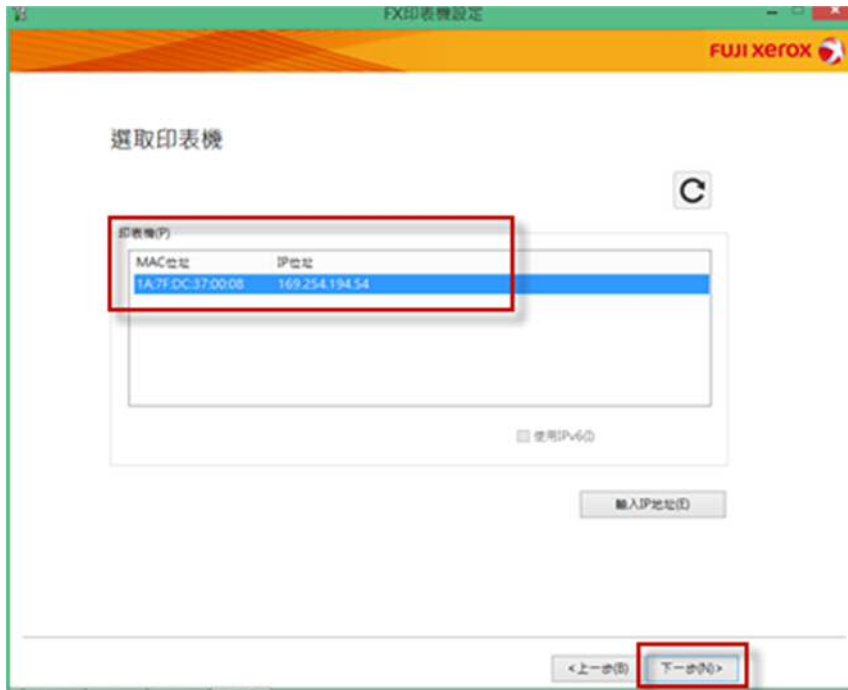 FX印表機設定
FUJI xerox
選取印表機
印表機(P)
MAC位址 IP位址
1A:7F:DC:37:00:08 169.254.194.54
使用IPv6(I)
輸入IP地址(E)
<上一步(B) 下一步(N)>